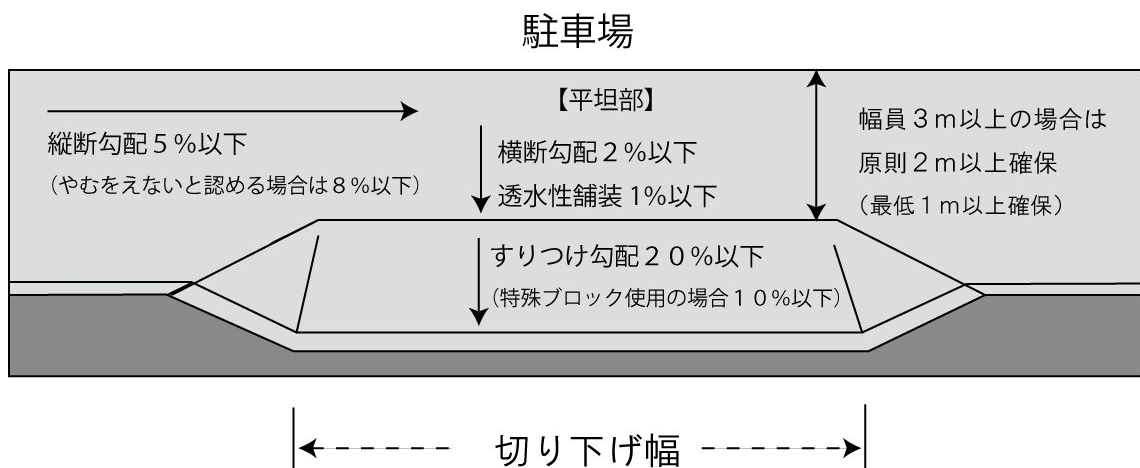 駐車場
【平坦部】
縦断勾配5%以下
（やむをえないと認める場合は8%以下）
横断勾配2%以下
透水性舗装1%以下
幅員3m以上の場合は
原則2m以上確保
（最低1m以上確保）
すりつけ勾配20%以下
（特殊ブロック使用の場合10%以下）
切り下げ幅